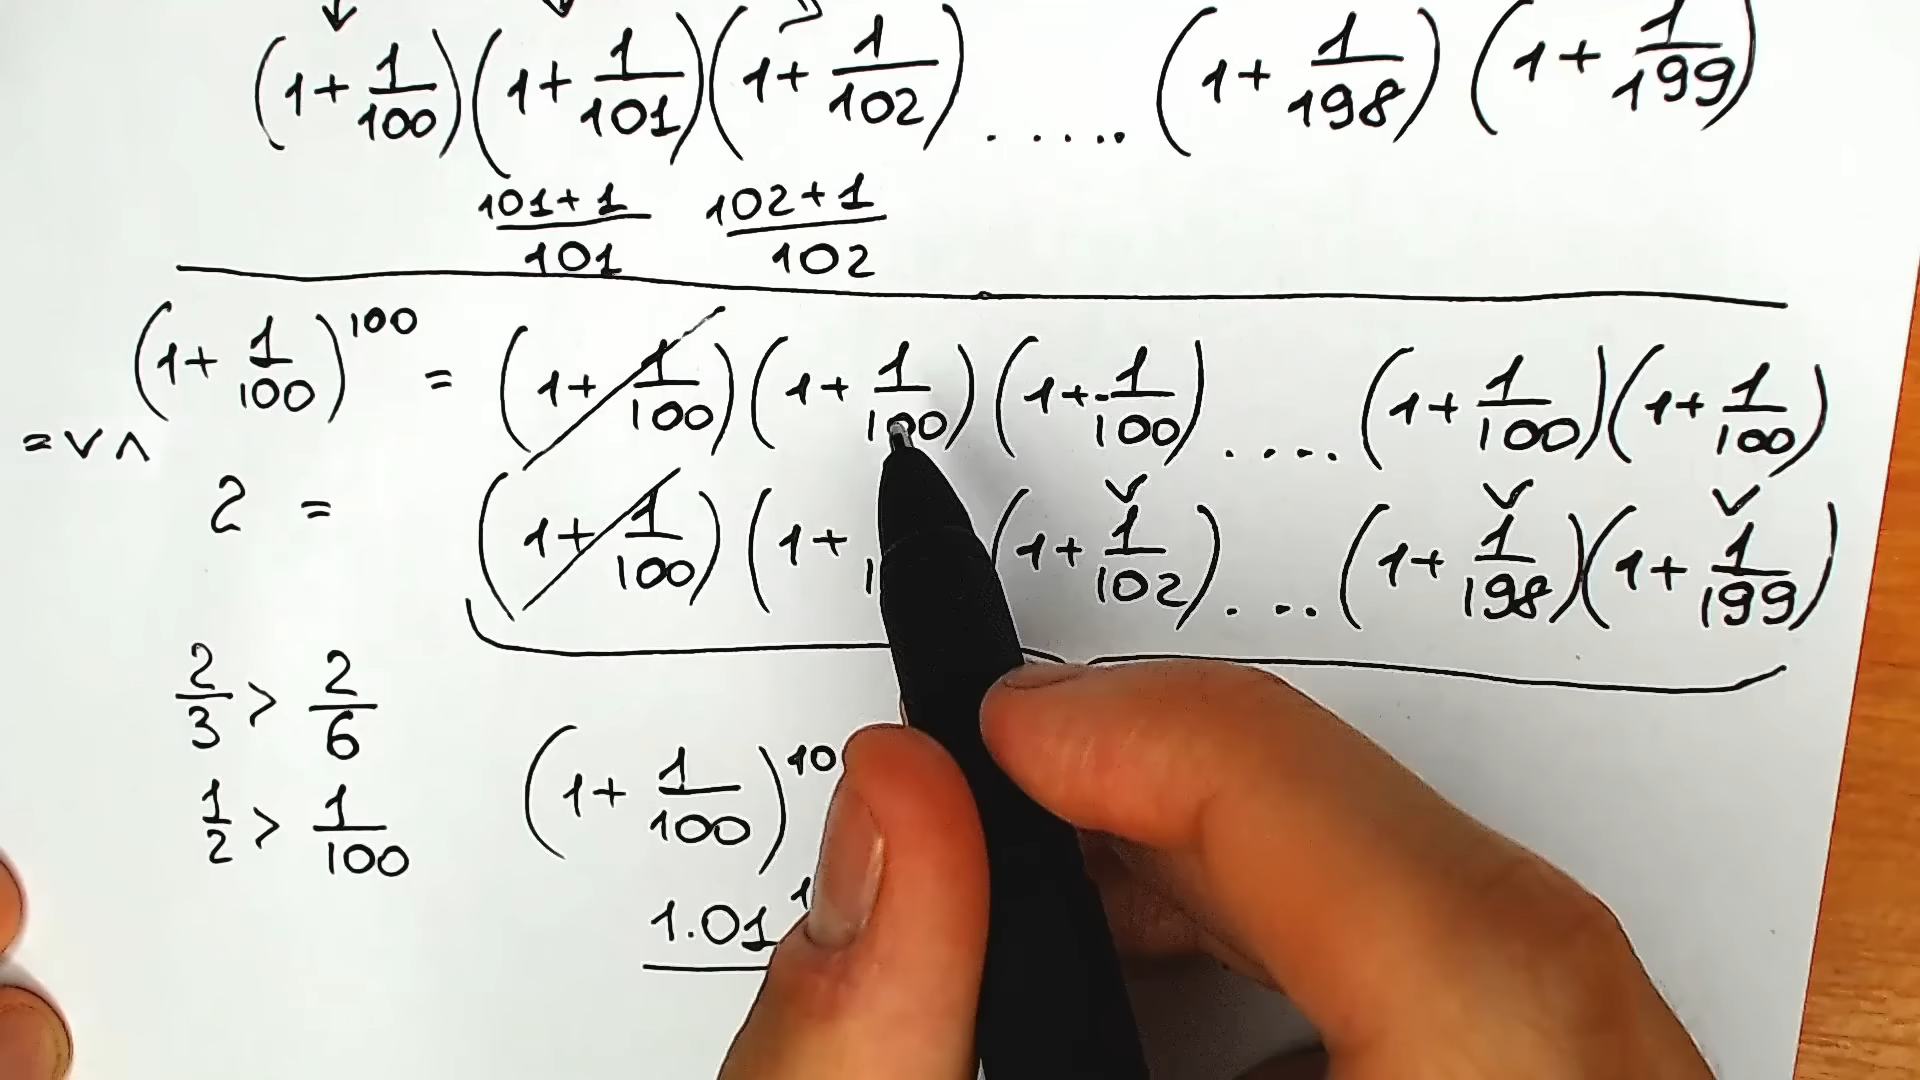 (1+ 1/100)(1+ 1/101)(1+ 1/102) ..... (1+ 1/198)(1+ 1/199)
101+1/101 102+1/102
(1+ 1/100)^100 = (1+ 1/100)(1+ 1/100)(1+ 1/100) .... (1+ 1/100)(1+ 1/100)
= ∨ ∧
2 = (1+ 1/100)(1+ (1+ 1/102) .... (1+ 1/198)(1+ 1/199)
2/3 > 2/6
1/2 > 1/100
(1+ 1/100)^10
1.01^1